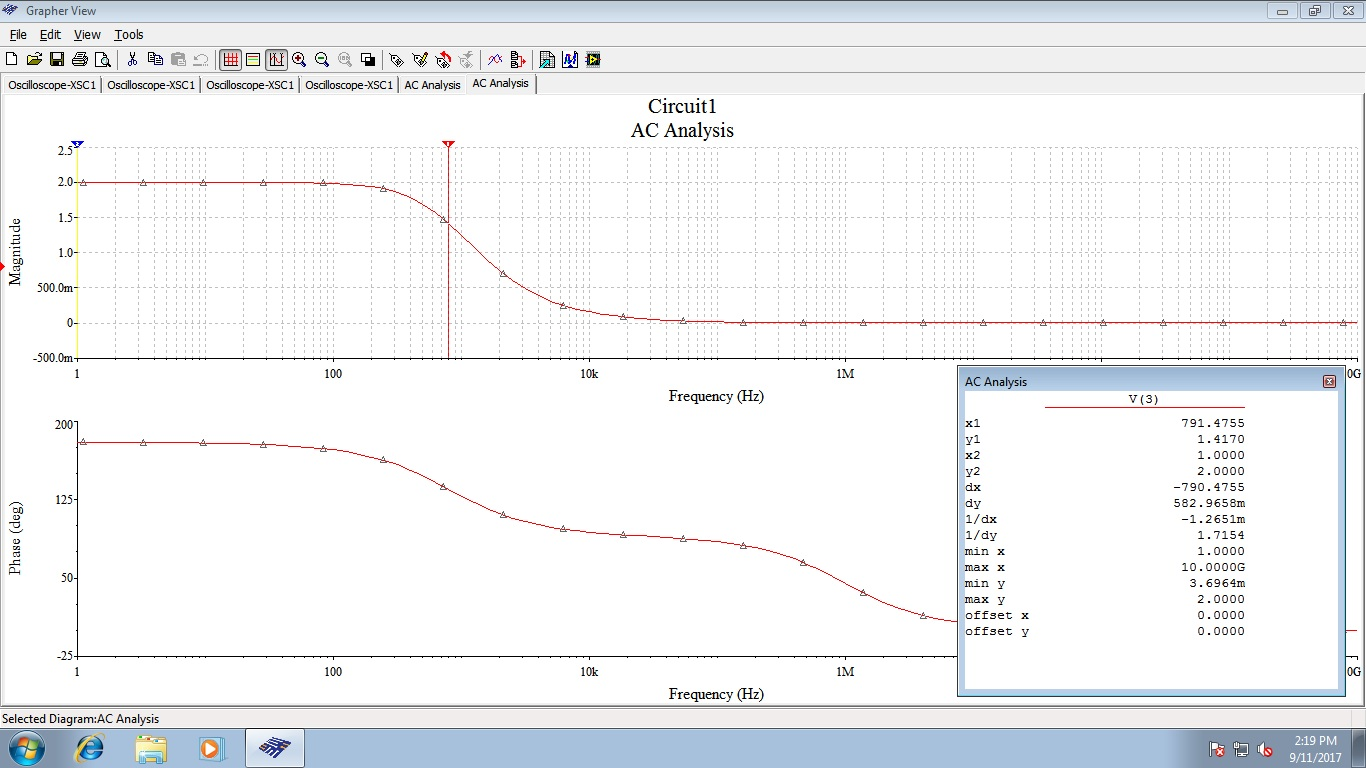 Grapher View
File Edit View Tools
Oscilloscope-XSC1 Oscilloscope-XSC1 Oscilloscope-XSC1 Oscilloscope-XSC1 AC Analysis AC Analysis
Circuit1
AC Analysis
2.5
2.0
1.5
1.0
500.0m
0
-500.0m
Magnitude
1 100 10k 1M 0G
Frequency (Hz)
200
125
50
-25
Phase (deg)
1 100 10k 1M 0G
Frequency (Hz)
AC Analysis
V(3)
x1 791.4755
y1 1.4170
x2 1.0000
y2 2.0000
dx -790.4755
dy 582.9658m
1/dx -1.2651m
1/dy 1.7154
min x 1.0000
max x 10.0000G
min y 3.6964m
max y 2.0000
offset x 0.0000
offset y 0.0000
Selected Diagram:AC Analysis
2:19 PM
9/11/2017